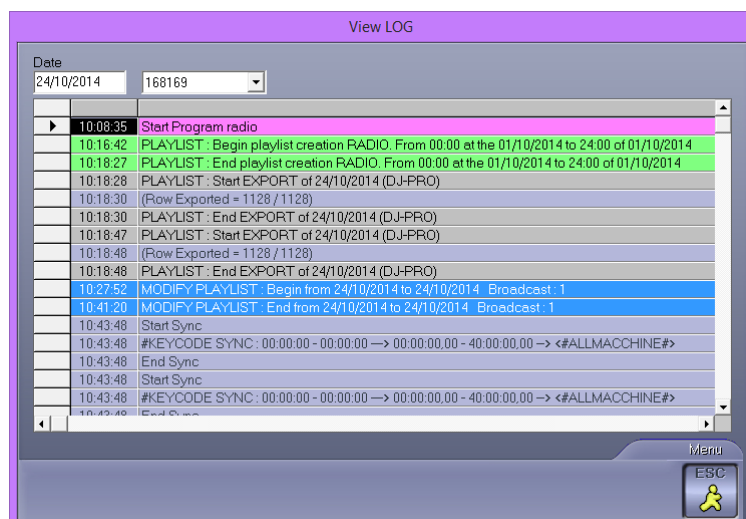 View LOG
Date
24/10/2014 168169
10:08:35 Start Program radio
10:16:42 PLAYLIST : Begin playlist creation RADIO. From 00:00 at the 01/10/2014 to 24:00 of 01/10/2014
10:18:27 PLAYLIST : End playlist creation RADIO. From 00:00 at the 01/10/2014 to 24:00 of 01/10/2014
10:18:28 PLAYLIST : Start EXPORT of 24/10/2014 (DJ-PRO)
10:18:30 (Row Exported = 1128 / 1128)
10:18:30 PLAYLIST : End EXPORT of 24/10/2014 (DJ-PRO)
10:18:47 PLAYLIST : Start EXPORT of 24/10/2014 (DJ-PRO)
10:18:48 (Row Exported = 1128 / 1128)
10:18:48 PLAYLIST : End EXPORT of 24/10/2014 (DJ-PRO)
10:27:52 MODIFY PLAYLIST : Begin from 24/10/2014 to 24/10/2014 Broadcast : 1
10:41:20 MODIFY PLAYLIST : End from 24/10/2014 to 24/10/2014 Broadcast : 1
10:43:48 Start Sync
10:43:48 #KEYCODE SYNC : 00:00:00 - 00:00:00 ---> 00:00:00,00 - 40:00:00,00 --> <#ALLMACCHINE#>
10:43:48 End Sync
10:43:48 Start Sync
10:43:48 #KEYCODE SYNC : 00:00:00 - 00:00:00 ---> 00:00:00,00 - 40:00:00,00 --> <#ALLMACCHINE#>
10:43:48 End Sync
Menu
ESC